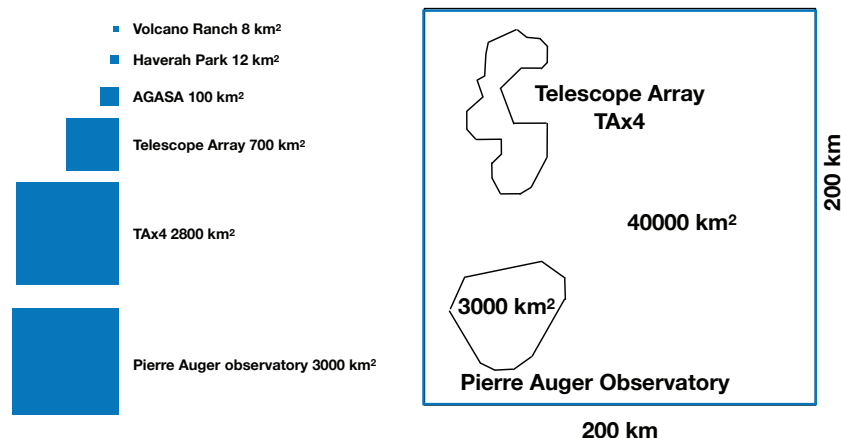 Volcano Ranch 8 km²
Haverah Park 12 km²
AGASA 100 km²
Telescope Array 700 km²
TAx4 2800 km²
Pierre Auger observatory 3000 km²
Telescope Array
TAx4
200 km
40000 km²
3000 km²
Pierre Auger Observatory
200 km